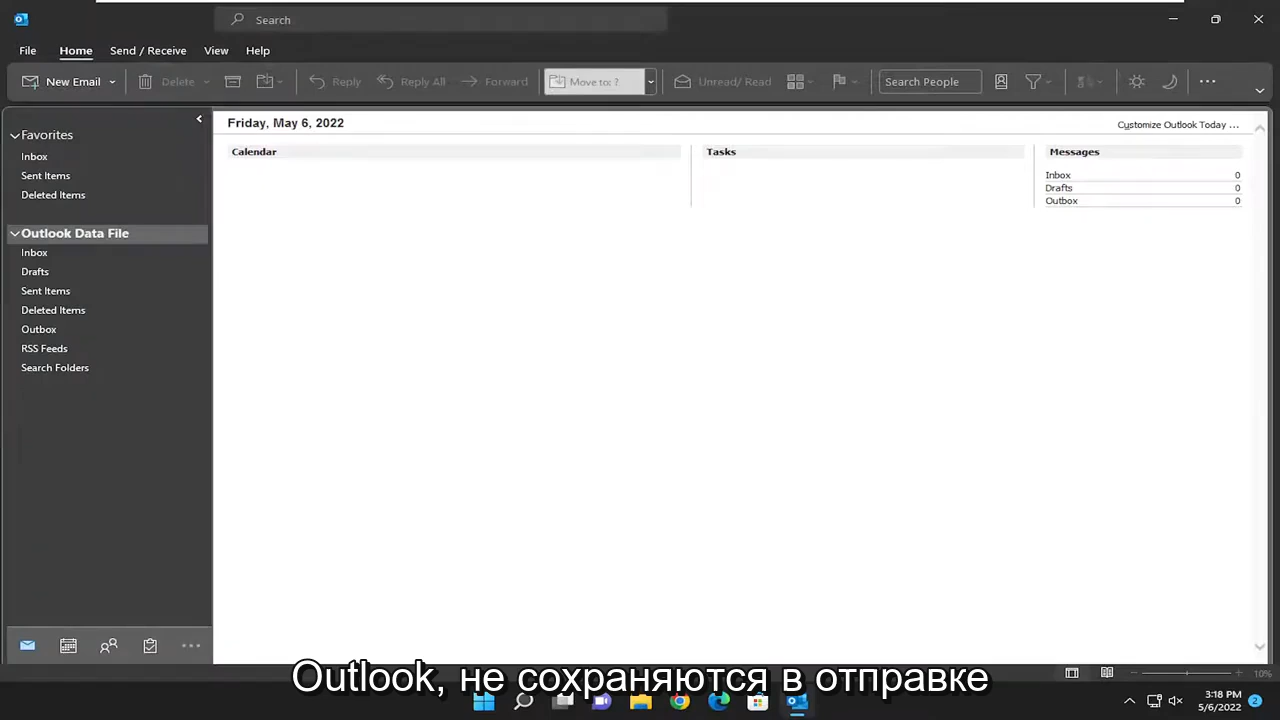 Search
File Home Send / Receive View Help
New Email Delete Reply Reply All Forward Move to: ? Unread/ Read Search People
Favorites
Inbox
Sent Items
Deleted Items
Outlook Data File
Inbox
Drafts
Sent Items
Deleted Items
Outbox
RSS Feeds
Search Folders
Friday, May 6, 2022
Customize Outlook Today ...
Calendar Tasks Messages
Inbox 0
Drafts 0
Outbox 0
Outlook, не сохраняются в отправке
10%
3:18 PM
5/6/2022
2